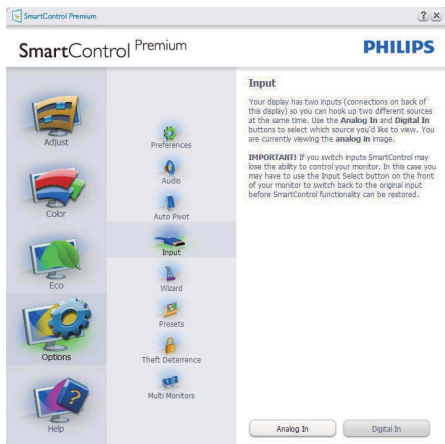 SmartControl Premium
SmartControl Premium
PHILIPS
Adjust
Color
Eco
Options
Help
Preferences
Audio
Auto Pivot
Input
Wizard
Presets
Theft Deterrence
Multi Monitors
Input
Your display has two inputs (connections on back of
this display) so you can hook up two different sources
at the same time. Use the Analog In and Digital In
buttons to select which source you'd like to view. You
are currently viewing the analog in image.
IMPORTANT! If you switch inputs SmartControl may
lose the ability to control your monitor. In this case you
may have to use the Input Select button on the front
of your monitor to switch back to the original input
before SmartControl functionality can be restored.
Analog In
Digital In